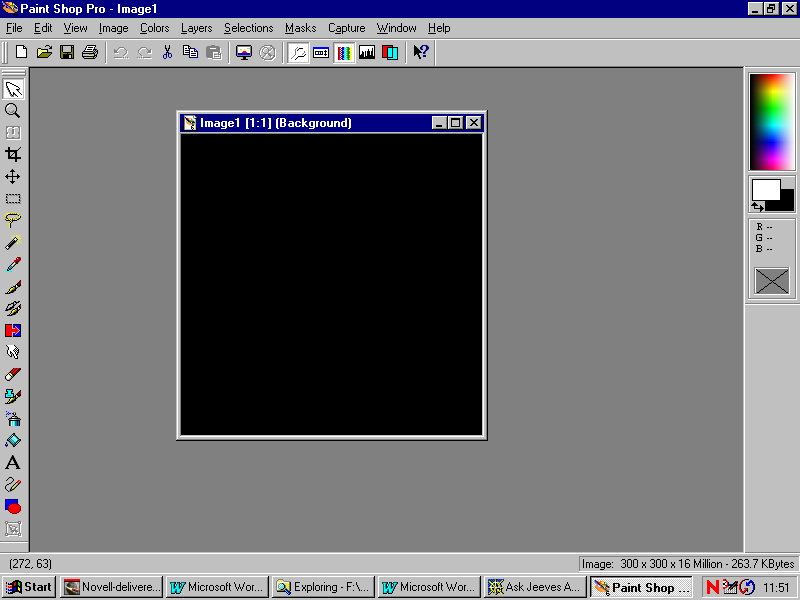 Paint Shop Pro - Image1
File Edit View Image Colors Layers Selections Masks Capture Window Help
Image1 [1:1] (Background)
R --
G --
B --
A
(272, 63)
Image: 300 x 300 x 16 Million - 263.7 KBytes
Start Novell-delivere... Microsoft Wor... Exploring - F:\... Microsoft Wor... Ask Jeeves A... Paint Shop ... N 11:51